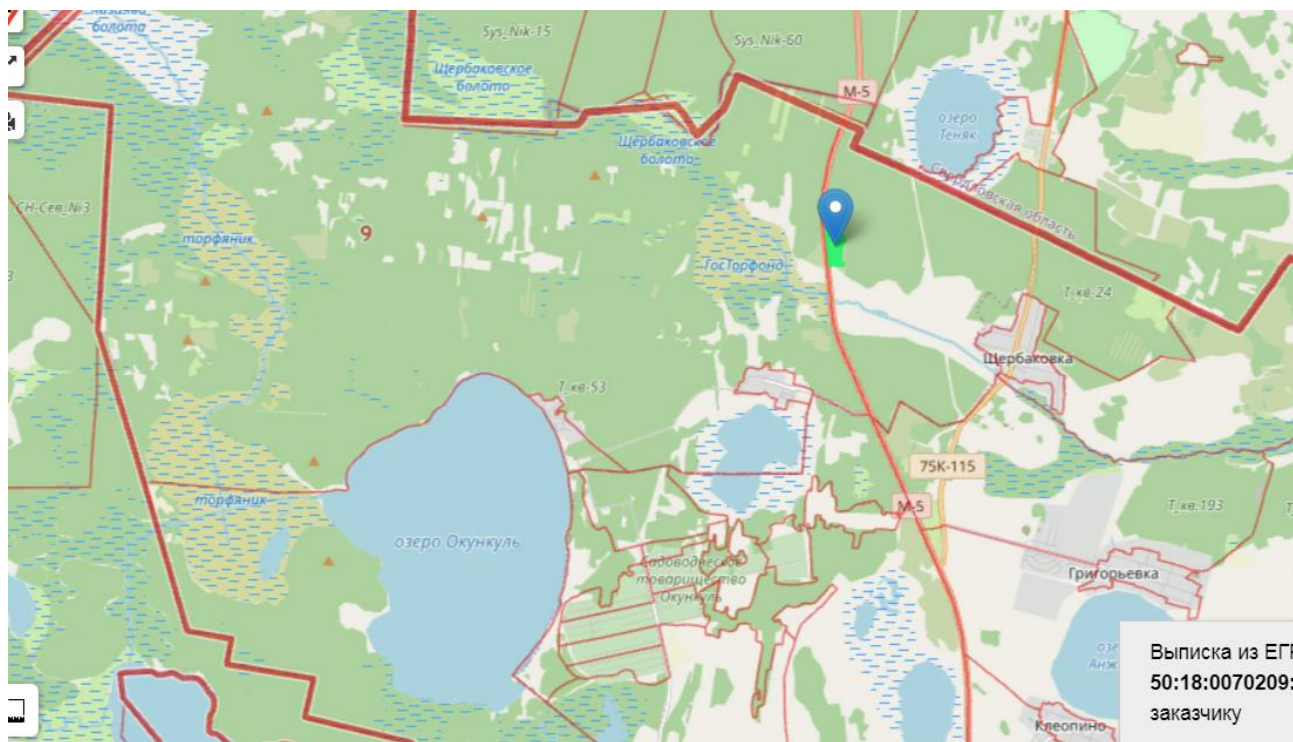 болота
Sys_Nik-15
Sys_Nik-60
Щербаковское
болото
М-5
озеро
Теняк
Щербаковское
болото
Свердловская область
СН-Сев_№3
торфяник
9
ГосТорфонд
Т_кв-24
Щербаковка
Т_кв-53
75К-115
М-5
торфяник
Т_кв-193
озеро Окункуль
Садоводческое
товарищество
Окункуль
Григорьевка
Выписка из ЕГР
50:18:0070209:
заказчику
Клеопино